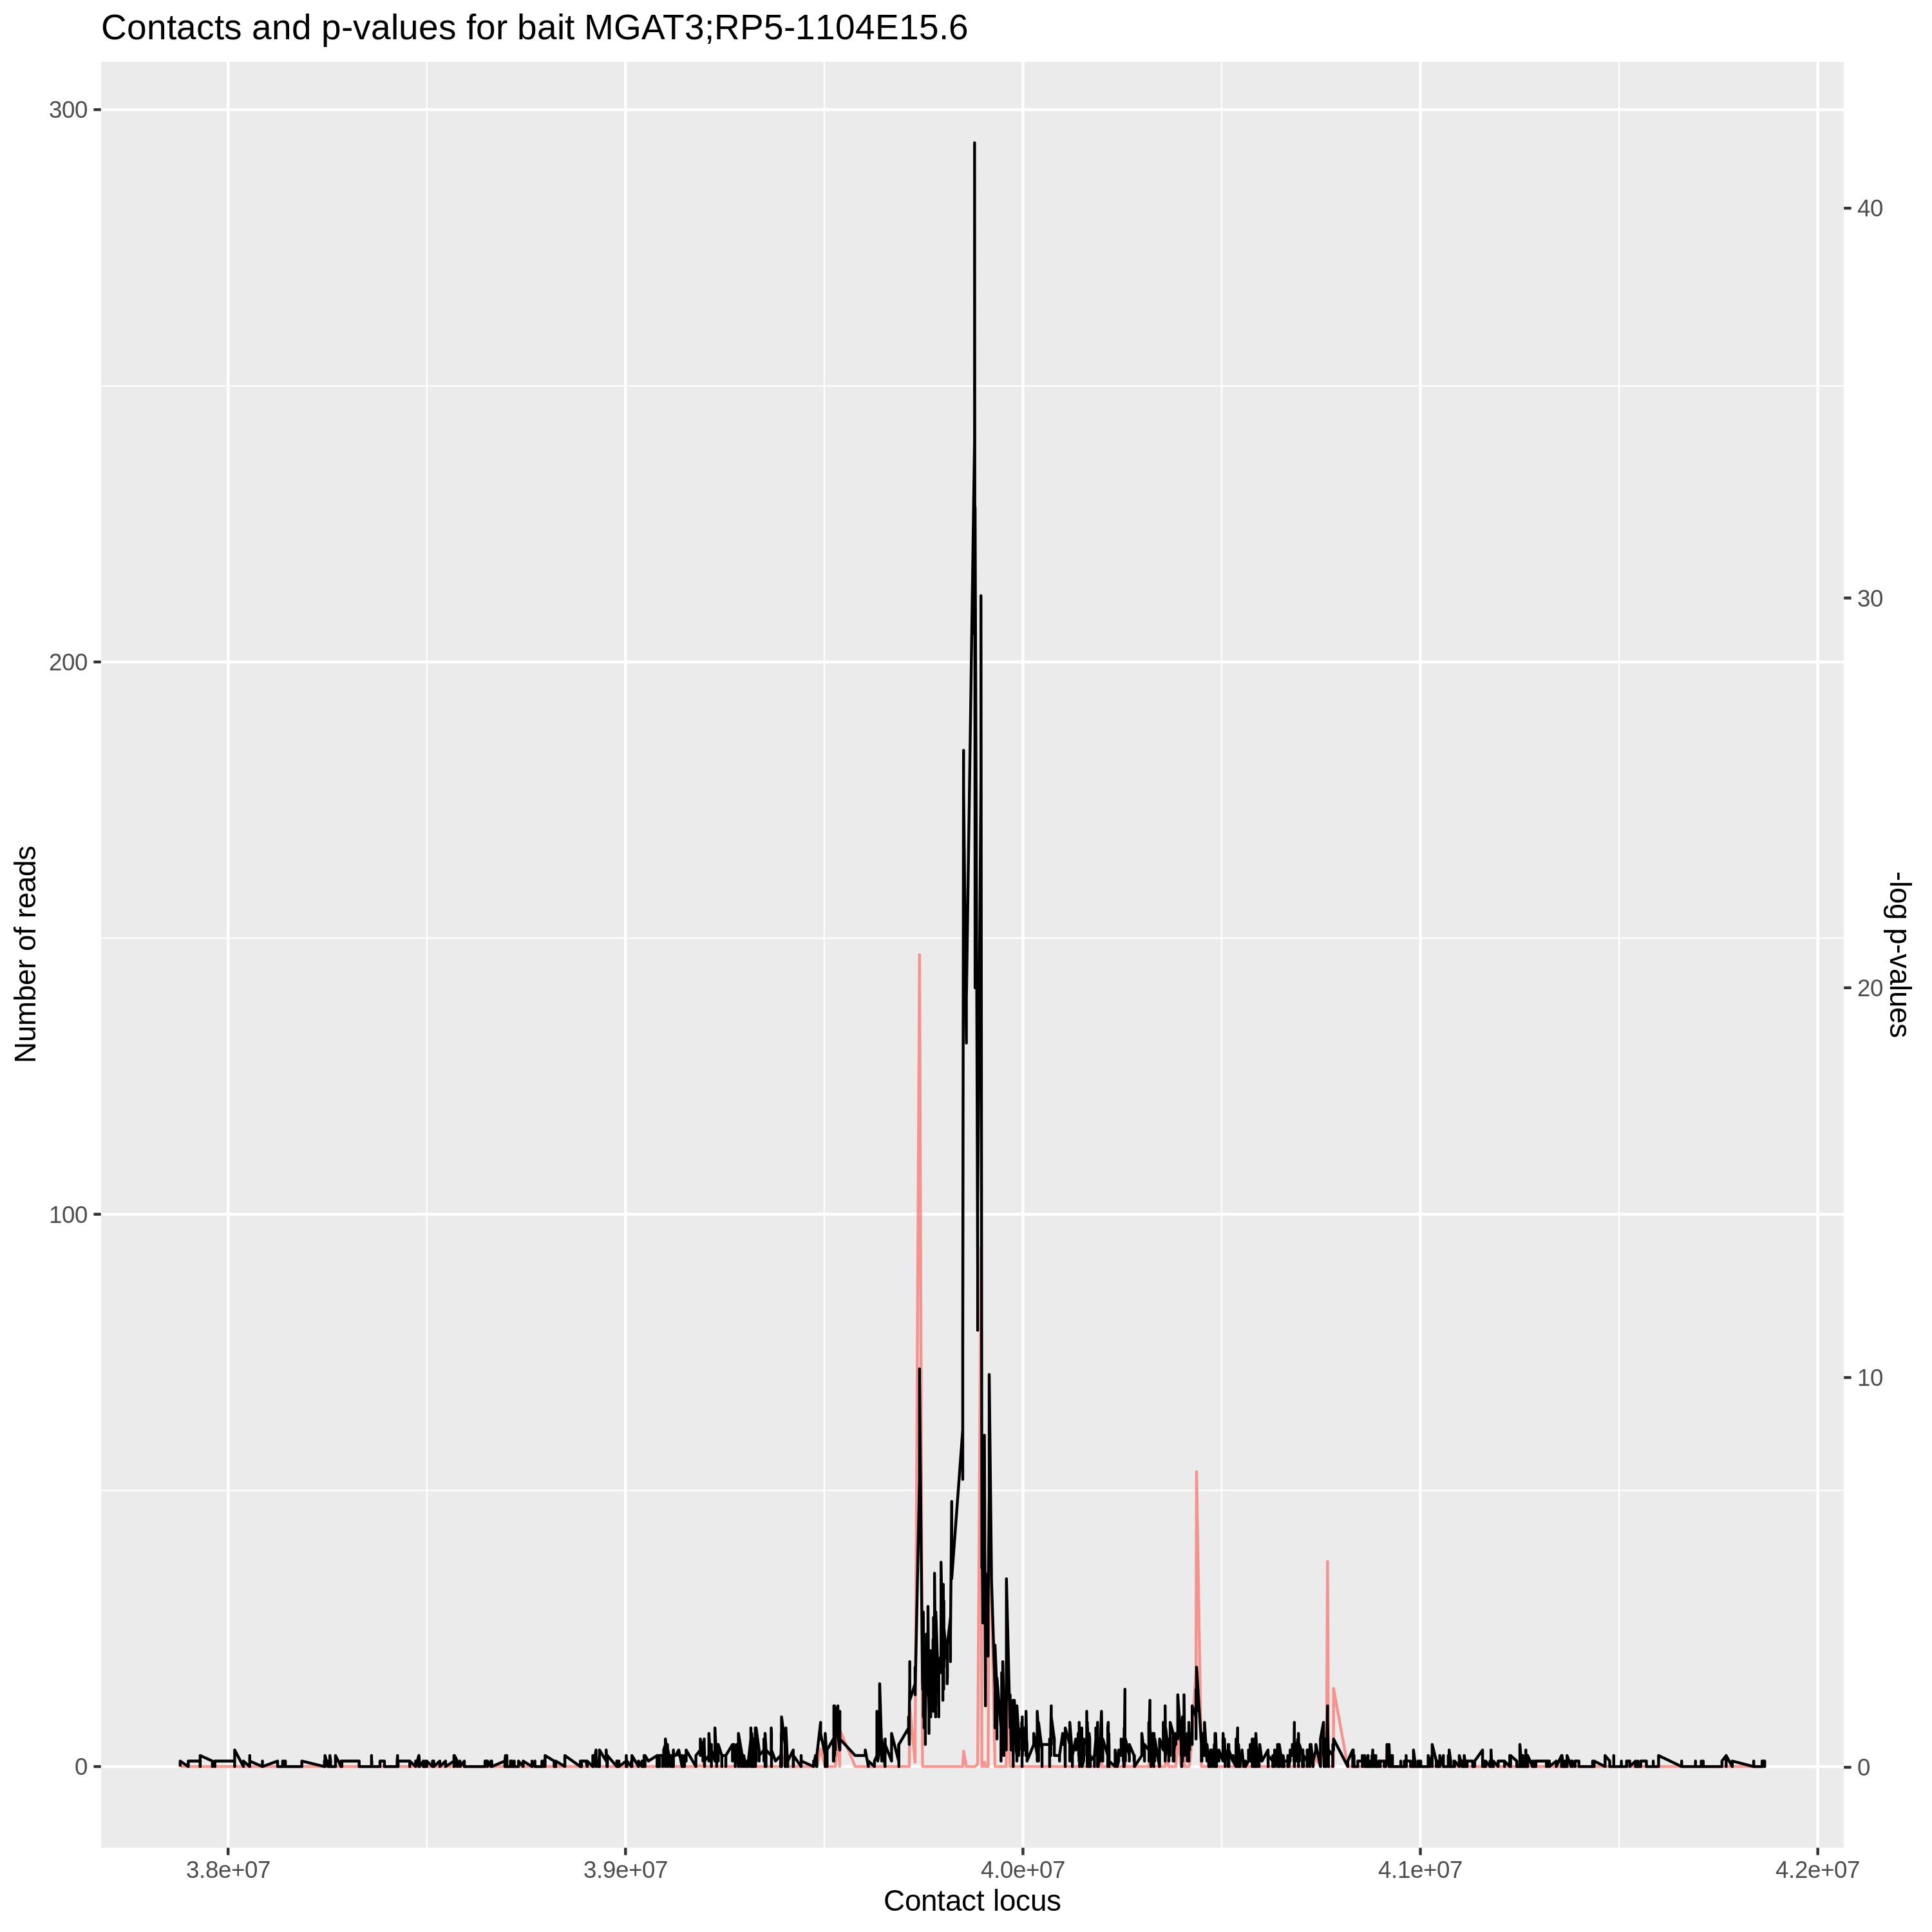 Contacts and p-values for bait MGAT3;RP5-1104E15.6
300
200
100
0
Number of reads
40
30
20
10
0
-log p-values
3.8e+07 3.9e+07 4.0e+07 4.1e+07 4.2e+07
Contact locus